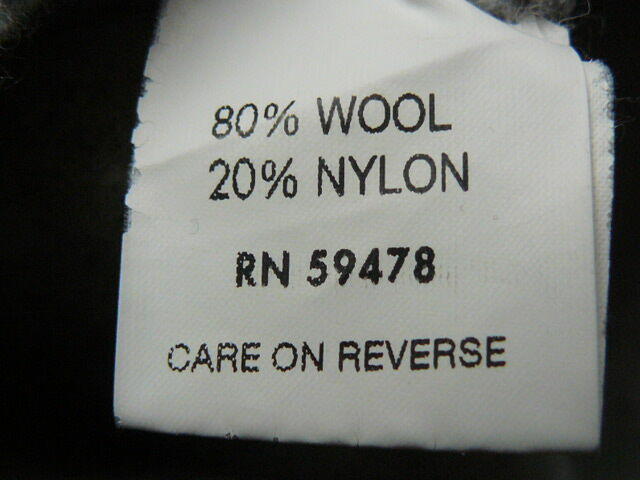 80% WOOL
20% NYLON
RN 59478
CARE ON REVERSE